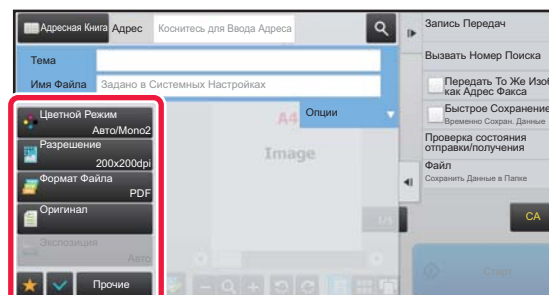 Адресная Книга
Адрес
Коснитесь для Ввода Адреса
Тема
Имя Файла
Задано в Системных Настройках
Цветной Режим
Авто/Mono2
Разрешение
200x200dpi
Формат Файла
PDF
Оригинал
Экспозиция
Авто
Прочие
Опции
A4
Image
1/1
Запись Передач
Вызвать Номер Поиска
Передать То Же Изоб
как Адрес Факса
Быстрое Сохранение
Временно Сохран. Данные
Проверка состояния
отправки/получения
Файл
Сохранить Данные в Папке
CA
Старт